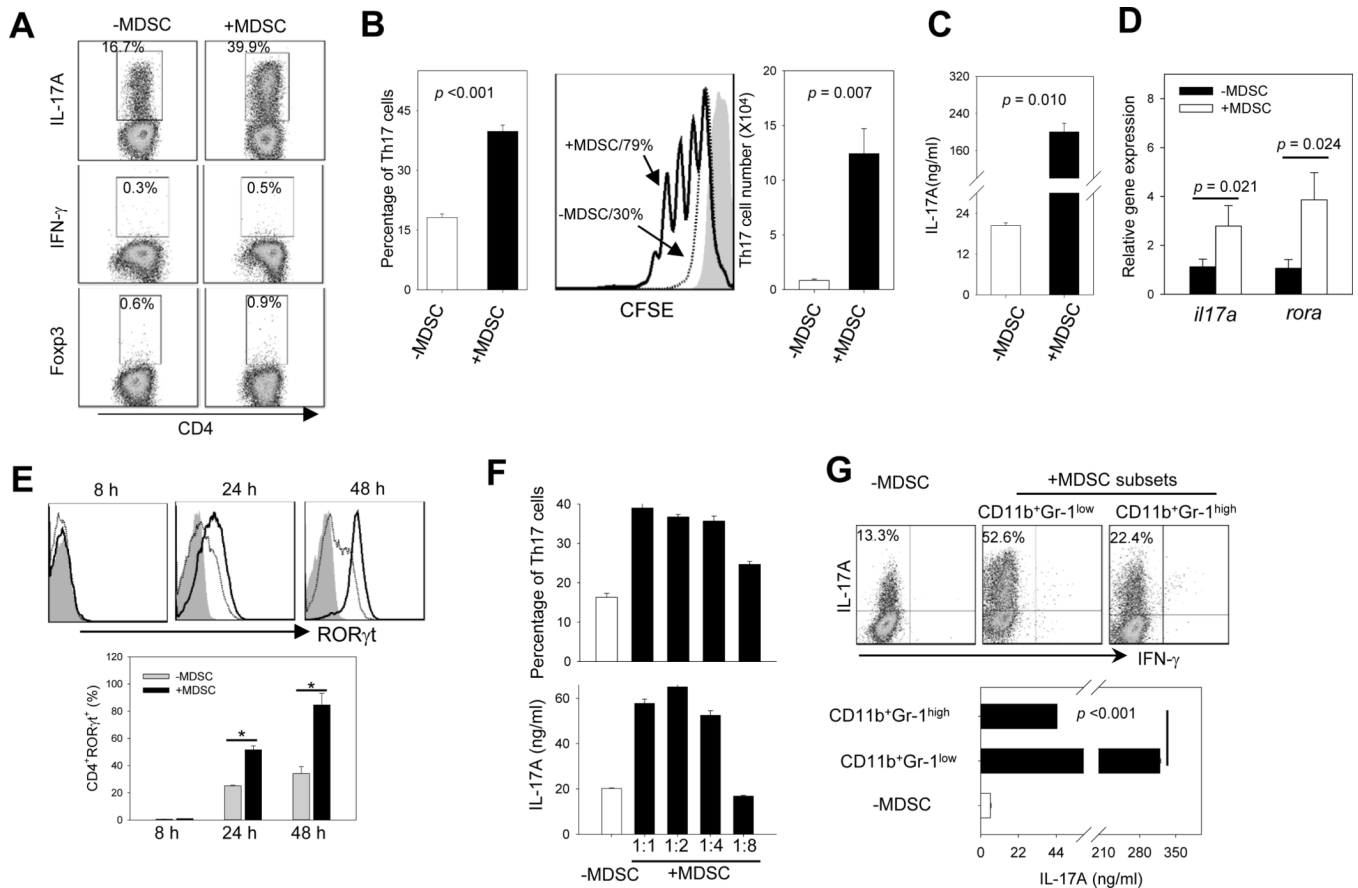 A
-MDSC
+MDSC
16.7%
39.9%
IL-17A
0.3%
0.5%
IFN-γ
0.6%
0.9%
Foxp3
CD4
B
Percentage of Th17 cells
45
30
15
0
p <0.001
-MDSC
+MDSC
+MDSC/79%
-MDSC/30%
CFSE
Th17 cell number (X10⁴)
20
15
10
5
0
p = 0.007
-MDSC
+MDSC
C
IL-17A(ng/ml)
320
240
160
24
12
0
p = 0.010
-MDSC
+MDSC
D
Relative gene expression
8
6
4
2
0
-MDSC
+MDSC
p = 0.021
p = 0.024
il17a
rora
E
8 h
24 h
48 h
RORγt
CD4⁺RORγt⁺ (%)
120
100
80
60
40
20
0
-MDSC
+MDSC
*
*
8 h
24 h
48 h
F
Percentage of Th17 cells
40
30
20
10
0
IL-17A (ng/ml)
60
40
20
0
1:1
1:2
1:4
1:8
-MDSC
+MDSC
G
-MDSC
+MDSC subsets
CD11b⁺Gr-1ˡᵒʷ
CD11b⁺Gr-1ʰⁱᵍʰ
13.3%
52.6%
22.4%
IL-17A
IFN-γ
CD11b⁺Gr-1ʰⁱᵍʰ
p <0.001
CD11b⁺Gr-1ˡᵒʷ
-MDSC
0
22
44
210
280
350
IL-17A (ng/ml)